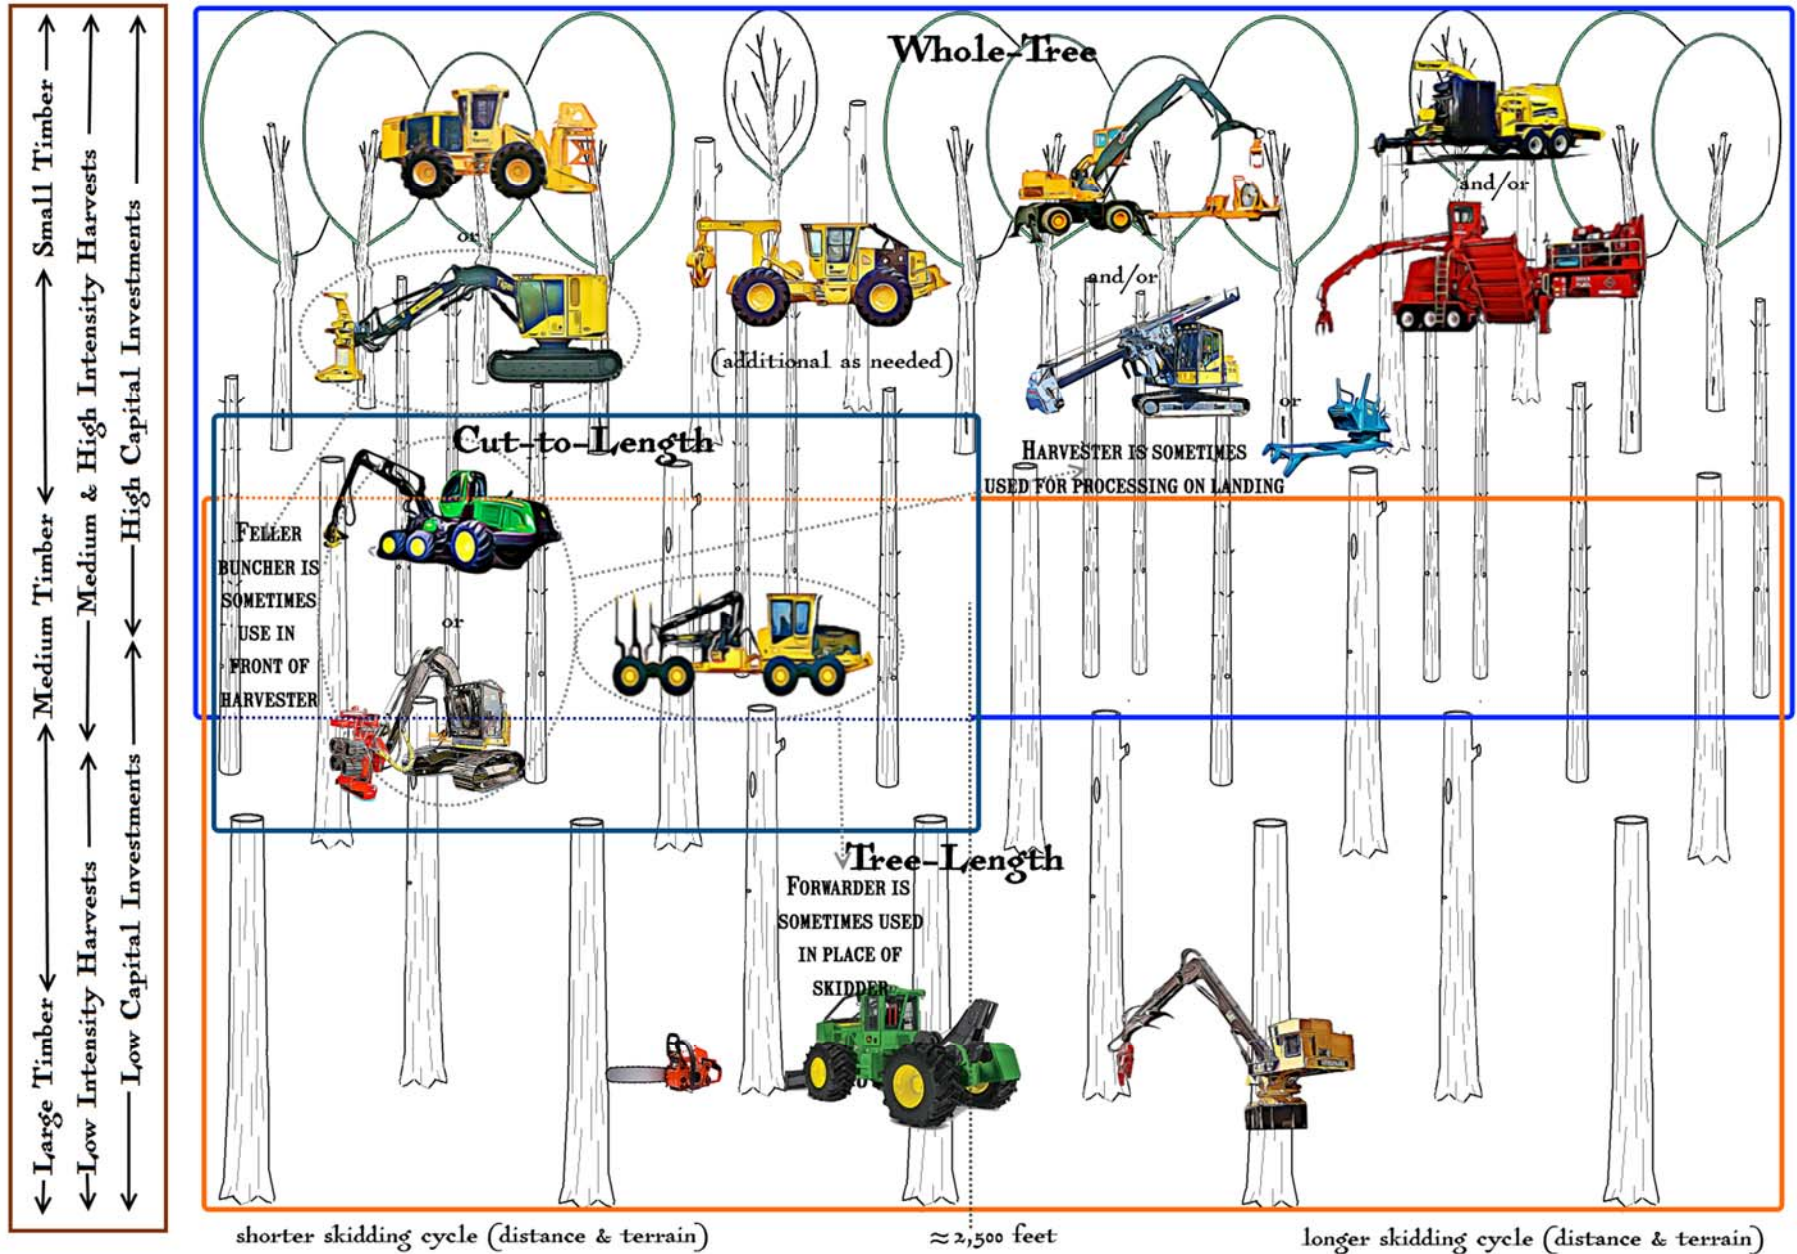 Small Timber
Medium Timber
Large Timber
Medium & High Intensity Harvests
Low Intensity Harvests
High Capital Investments
High Capital Investments
Low Capital Investments
Whole-Tree
or
(additional as needed)
and/or
and/or
or
Harvester is sometimes
used for processing on landing
Cut-to-Length
Feller
buncher is
sometimes
use in
front of
harvester
or
Tree-Length
Forwarder is
sometimes used
in place of
skidder
shorter skidding cycle (distance & terrain)
≈ 2,500 feet
longer skidding cycle (distance & terrain)